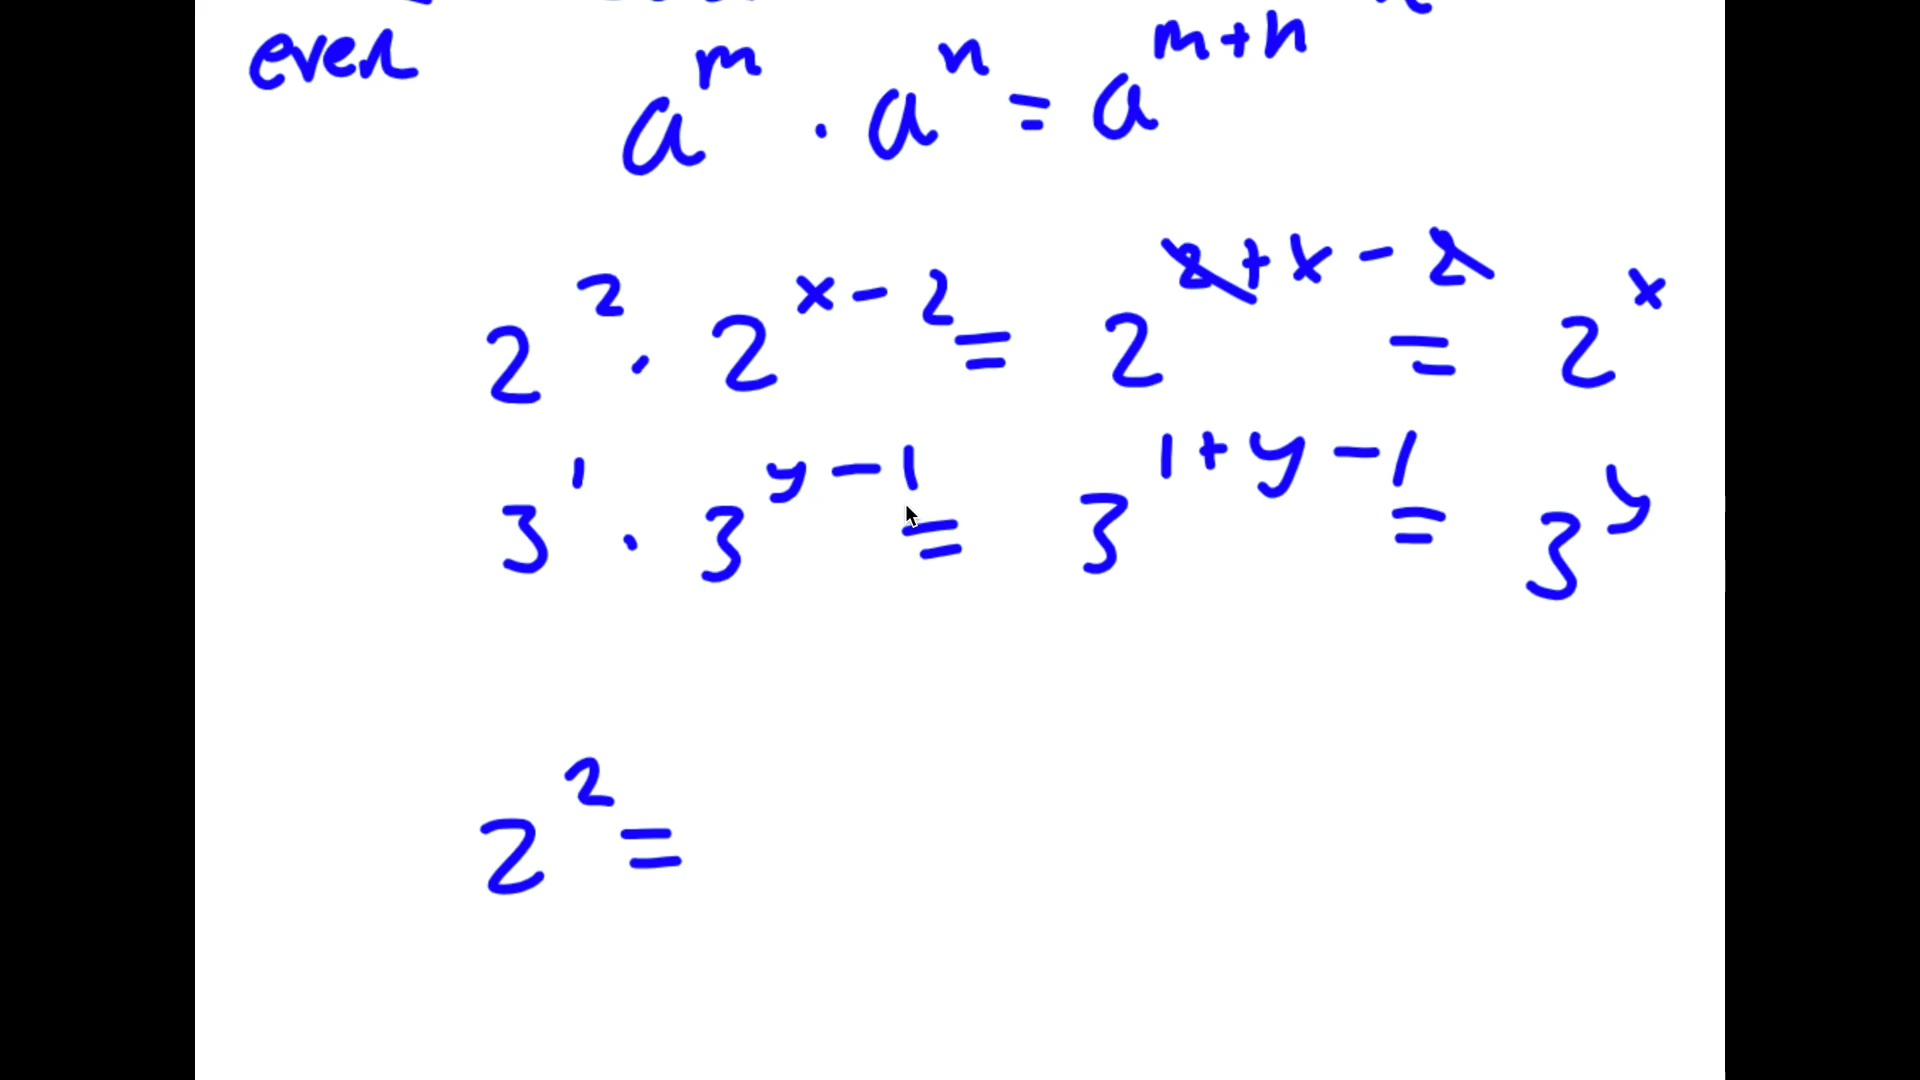 even
a^m · a^n = a^{m+n}
2^2 · 2^{x-2} = 2^{2+x-2} = 2^x
3^1 · 3^{y-1} = 3^{1+y-1} = 3^y
2^2 =